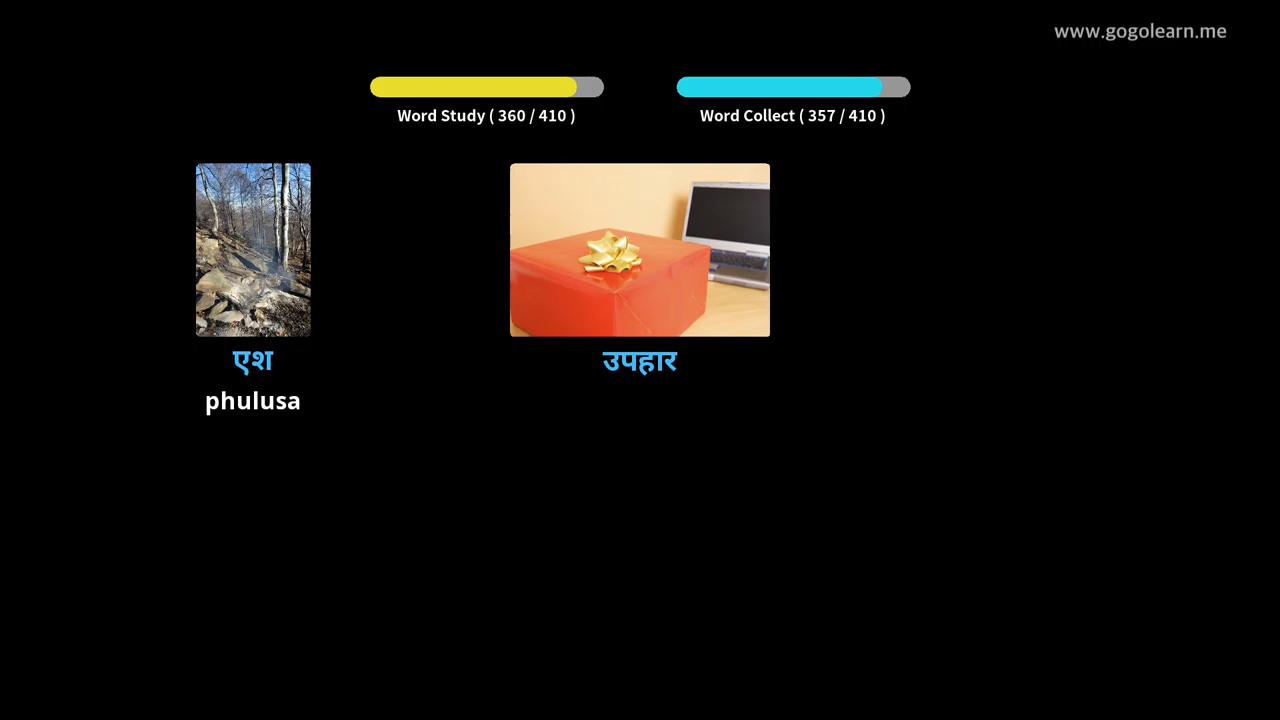 www.gogolearn.me
Word Study ( 360 / 410 )
Word Collect ( 357 / 410 )
एश
उपहार
phulusa